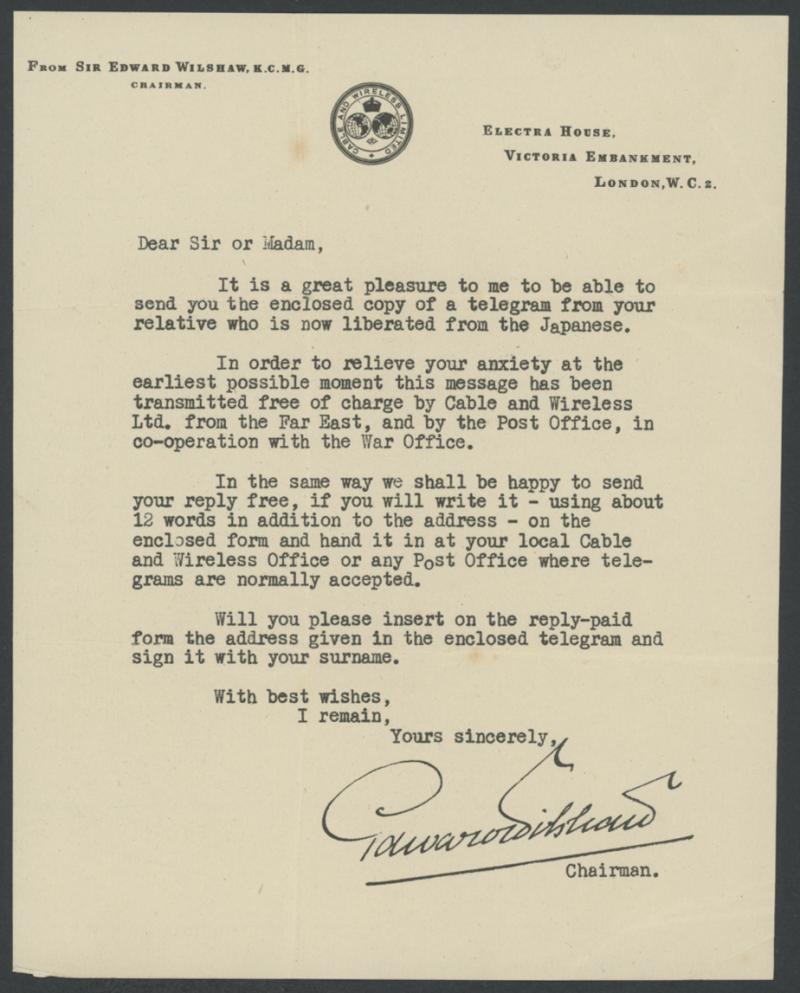 From Sir Edward Wilshaw, K.C.M.G.
Chairman.
CABLE AND WIRELESS LIMITED
Electra House,
Victoria Embankment,
London, W.C.2.
Dear Sir or Madam,
It is a great pleasure to me to be able to
send you the enclosed copy of a telegram from your
relative who is now liberated from the Japanese.
In order to relieve your anxiety at the
earliest possible moment this message has been
transmitted free of charge by Cable and Wireless
Ltd. from the Far East, and by the Post Office, in
co-operation with the War Office.
In the same way we shall be happy to send
your reply free, if you will write it - using about
12 words in addition to the address - on the
enclosed form and hand it in at your local Cable
and Wireless Office or any Post Office where tele-
grams are normally accepted.
Will you please insert on the reply-paid
form the address given in the enclosed telegram and
sign it with your surname.
With best wishes,
I remain,
Yours sincerely,
Edward Wilshaw
Chairman.